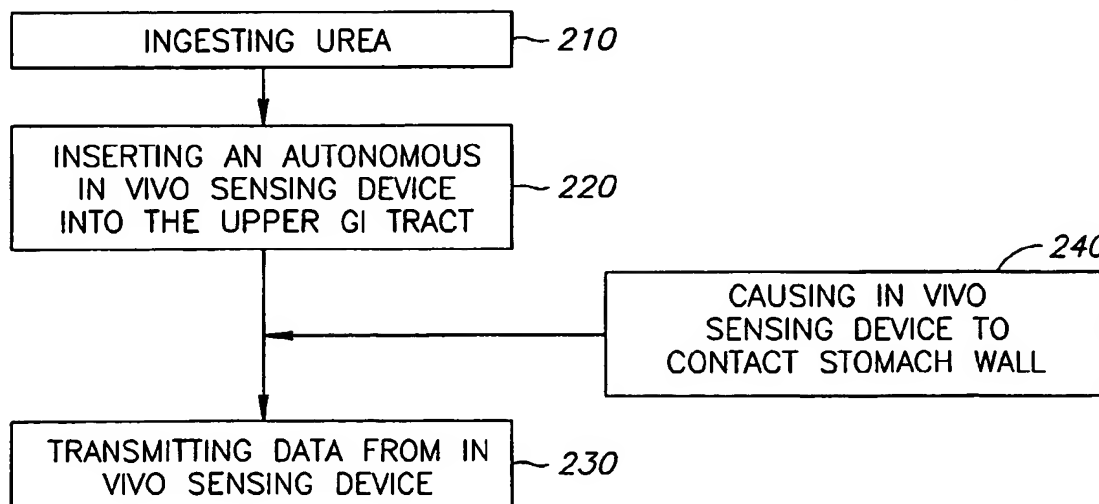 INGESTING UREA
210
INSERTING AN AUTONOMOUS
IN VIVO SENSING DEVICE
INTO THE UPPER GI TRACT
220
240
CAUSING IN VIVO
SENSING DEVICE TO
CONTACT STOMACH WALL
TRANSMITTING DATA FROM IN
VIVO SENSING DEVICE
230